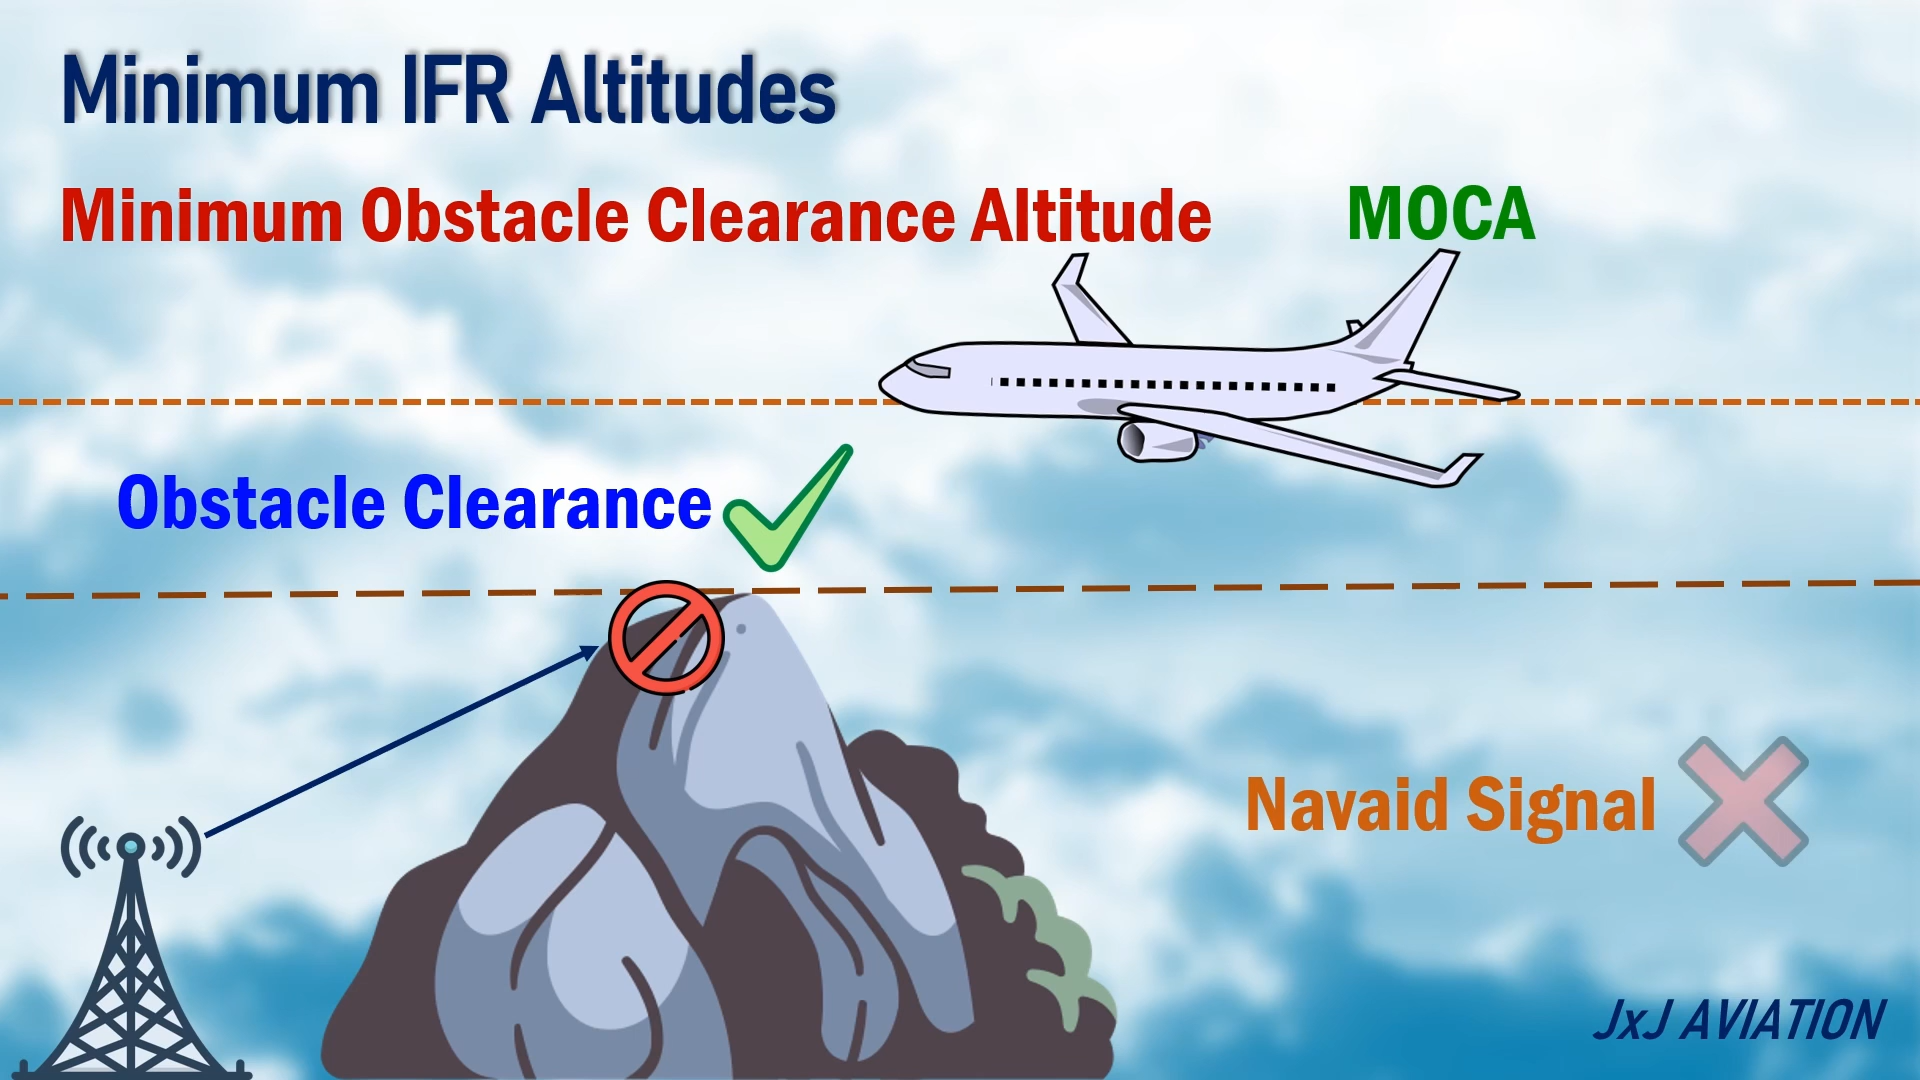 Minimum IFR Altitudes
Minimum Obstacle Clearance Altitude MOCA
Obstacle Clearance
Navaid Signal
JxJ AVIATION